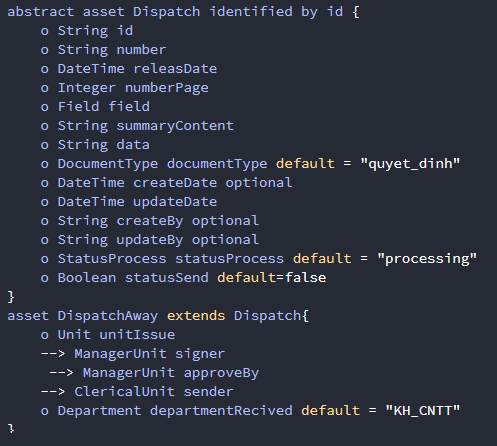 abstract asset Dispatch identified by id {
o String id
o String number
o DateTime releasDate
o Integer numberPage
o Field field
o String summaryContent
o String data
o DocumentType documentType default = "quyet_dinh"
o DateTime createDate optional
o DateTime updateDate
o String createBy optional
o String updateBy optional
o StatusProcess statusProcess default = "processing"
o Boolean statusSend default=false
}
asset DispatchAway extends Dispatch{
o Unit unitIssue
--> ManagerUnit signer
--> ManagerUnit approveBy
--> ClericalUnit sender
o Department departmentRecived default = "KH_CNTT"
}